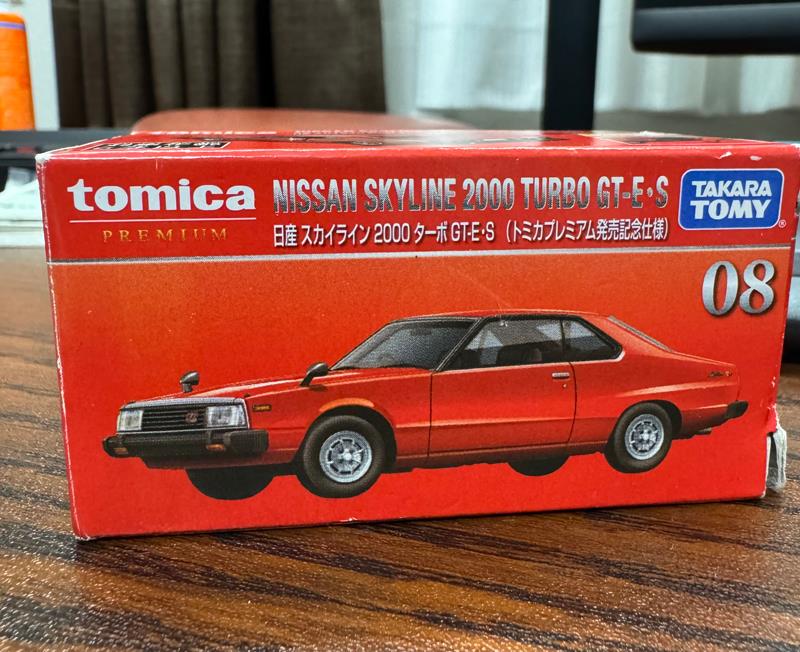 tomica
PREMIUM
NISSAN SKYLINE 2000 TURBO GT-E・S
日産 スカイライン 2000 ターボ GT-E・S （トミカプレミアム発売記念仕様）
TAKARA
TOMY
®
08